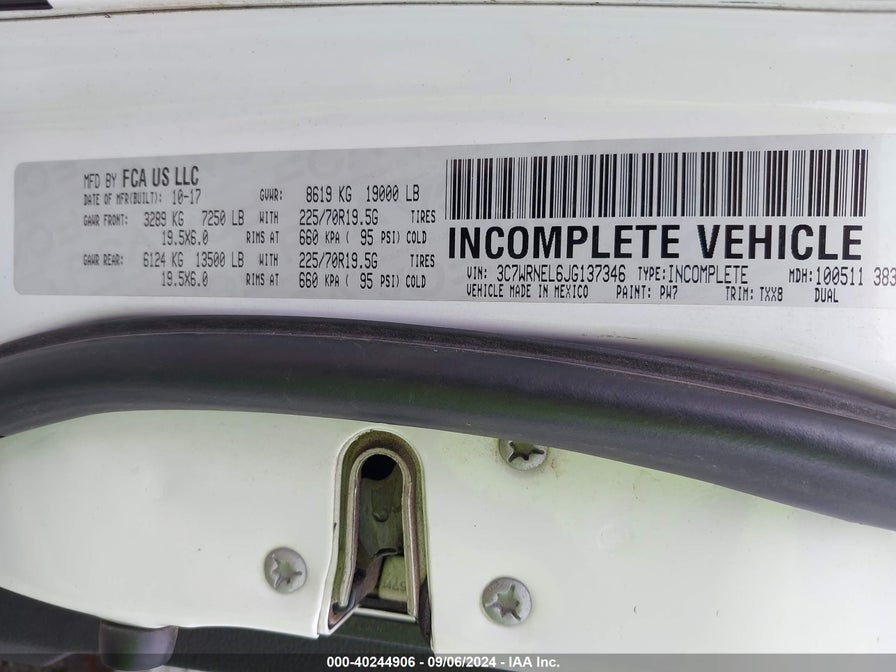 MFD BY FCA US LLC
DATE OF MFR(BUILT): 10-17 GVWR: 8619 KG 19000 LB
GAWR FRONT: 3289 KG 7250 LB WITH 225/70R19.5G TIRES
19.5X6.0 RIMS AT 660 KPA ( 95 PSI) COLD
GAWR REAR: 6124 KG 13500 LB WITH 225/70R19.5G TIRES
19.5X6.0 RIMS AT 660 KPA ( 95 PSI) COLD
INCOMPLETE VEHICLE
VIN: 3C7WRNEL6JG137346 TYPE: INCOMPLETE MDH: 100511 383
VEHICLE MADE IN MEXICO PAINT: PW7 TRIM: TXX8 DUAL
000-40244906 - 09/06/2024 - IAA Inc.